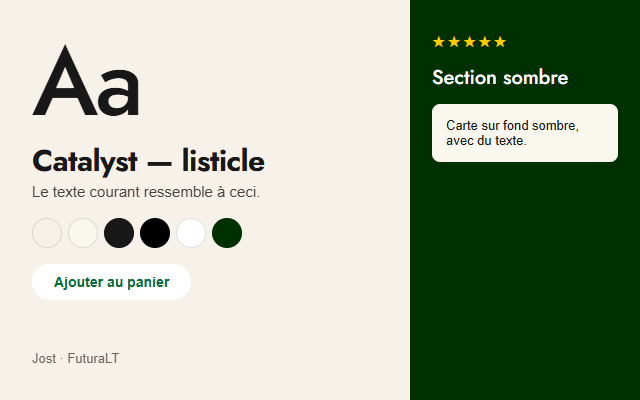 Aa
Catalyst — listicle
Le texte courant ressemble à ceci.
Ajouter au panier
Jost · FuturaLT
Section sombre
Carte sur fond sombre,
avec du texte.